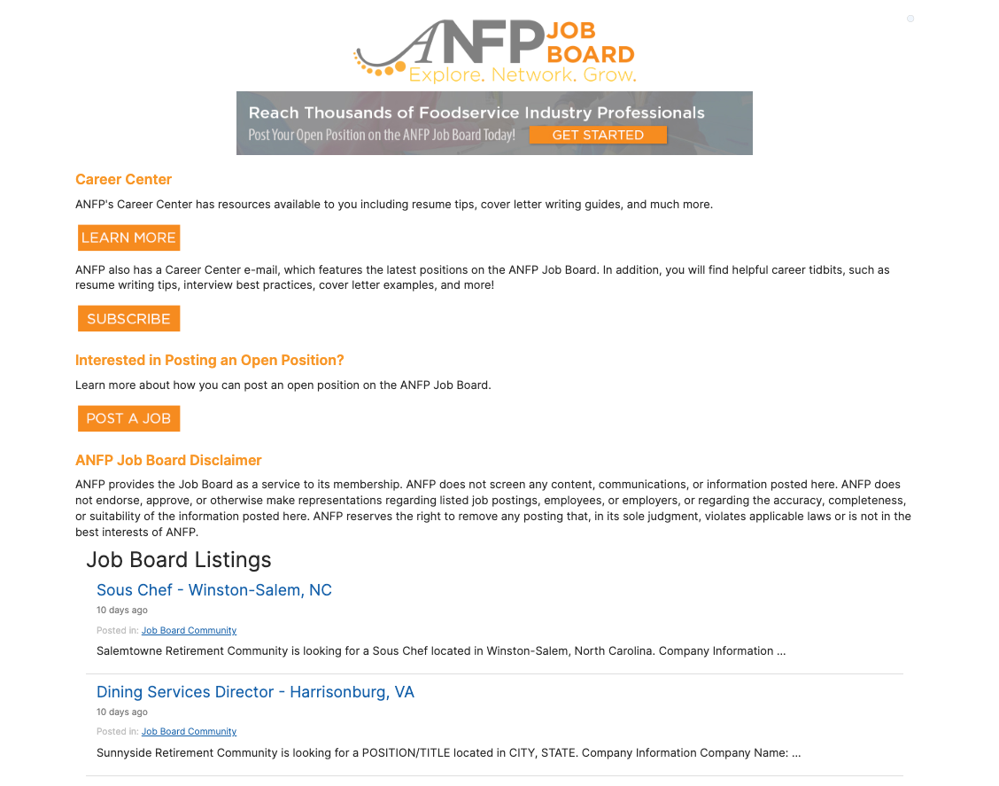 ANFP JOB BOARD
Explore. Network. Grow.
Reach Thousands of Foodservice Industry Professionals
Post Your Open Position on the ANFP Job Board Today! GET STARTED
Career Center
ANFP's Career Center has resources available to you including resume tips, cover letter writing guides, and much more.
LEARN MORE
ANFP also has a Career Center e-mail, which features the latest positions on the ANFP Job Board. In addition, you will find helpful career tidbits, such as
resume writing tips, interview best practices, cover letter examples, and more!
SUBSCRIBE
Interested in Posting an Open Position?
Learn more about how you can post an open position on the ANFP Job Board.
POST A JOB
ANFP Job Board Disclaimer
ANFP provides the Job Board as a service to its membership. ANFP does not screen any content, communications, or information posted here. ANFP does
not endorse, approve, or otherwise make representations regarding listed job postings, employees, or employers, or regarding the accuracy, completeness,
or suitability of the information posted here. ANFP reserves the right to remove any posting that, in its sole judgment, violates applicable laws or is not in the
best interests of ANFP.
Job Board Listings
Sous Chef - Winston-Salem, NC
10 days ago
Posted in: Job Board Community
Salemtowne Retirement Community is looking for a Sous Chef located in Winston-Salem, North Carolina. Company Information ...
Dining Services Director - Harrisonburg, VA
10 days ago
Posted in: Job Board Community
Sunnyside Retirement Community is looking for a POSITION/TITLE located in CITY, STATE. Company Information Company Name: ...